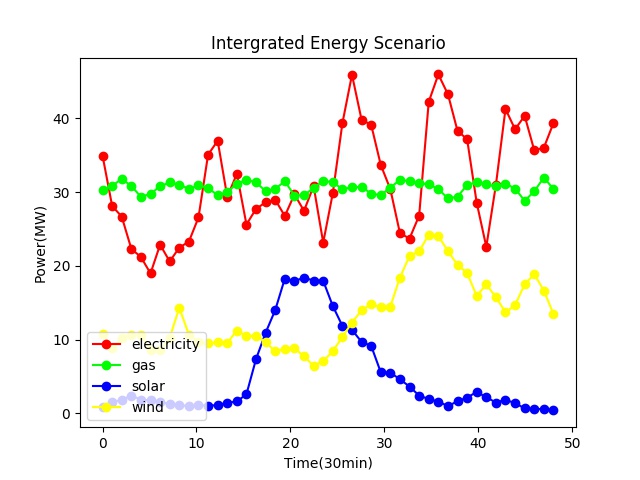 Intergrated Energy Scenario
Power(MW)
40
30
20
10
0
electricity
gas
solar
wind
0 10 20 30 40 50
Time(30min)